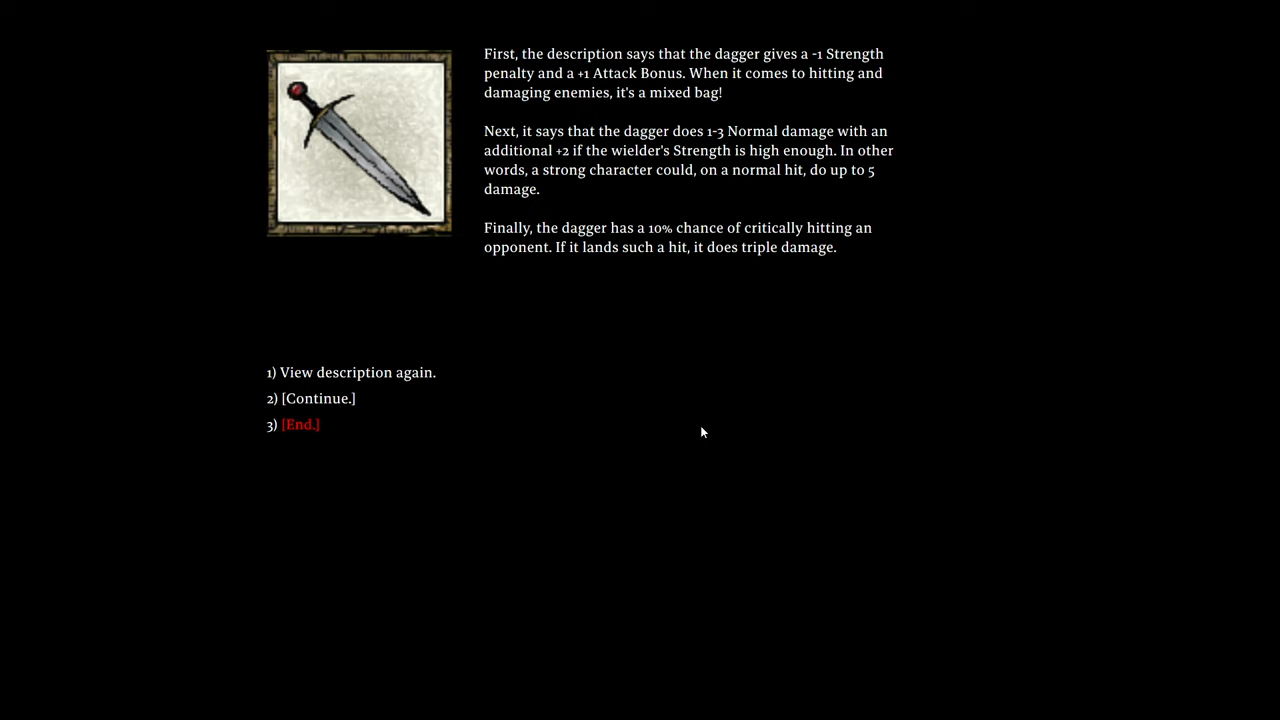 First, the description says that the dagger gives a -1 Strength
penalty and a +1 Attack Bonus. When it comes to hitting and
damaging enemies, it's a mixed bag!
Next, it says that the dagger does 1-3 Normal damage with an
additional +2 if the wielder's Strength is high enough. In other
words, a strong character could, on a normal hit, do up to 5
damage.
Finally, the dagger has a 10% chance of critically hitting an
opponent. If it lands such a hit, it does triple damage.
1) View description again.
2) [Continue.]
3) [End.]